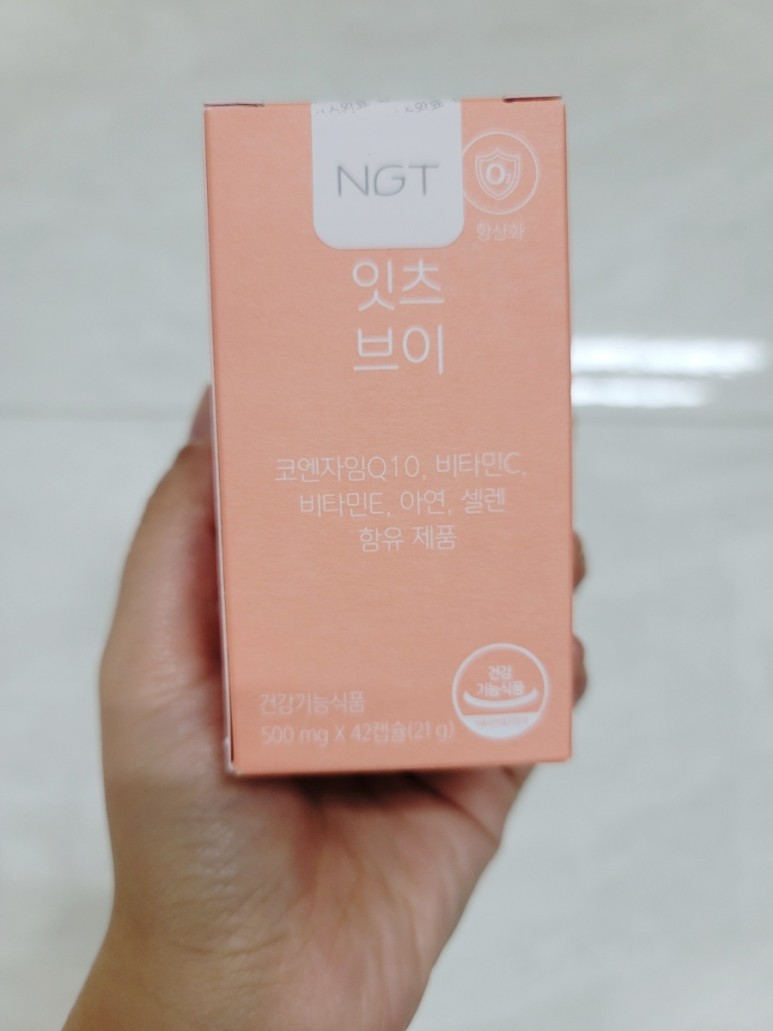 NGT
항산화
잇츠
브이
코엔자임Q10, 비타민C,
비타민E, 아연, 셀렌
함유 제품
건강
기능식품
건강기능식품
500 mg X 42캡슐(21 g)